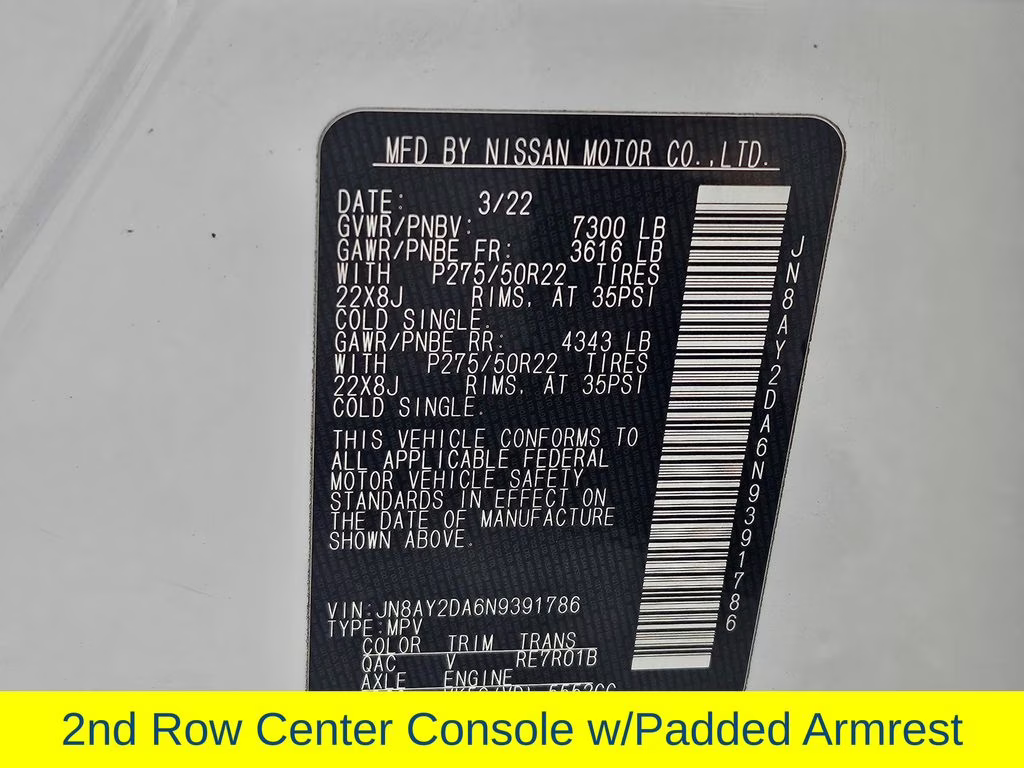 MFD BY NISSAN MOTOR CO.,LTD.
DATE: 3/22
GVWR/PNBV: 7300 LB
GAWR/PNBE FR: 3616 LB
WITH P275/50R22 TIRES
22X8J RIMS, AT 35PSI
COLD SINGLE.
GAWR/PNBE RR: 4343 LB
WITH P275/50R22 TIRES
22X8J RIMS, AT 35PSI
COLD SINGLE.
THIS VEHICLE CONFORMS TO
ALL APPLICABLE FEDERAL
MOTOR VEHICLE SAFETY
STANDARDS IN EFFECT ON
THE DATE OF MANUFACTURE
SHOWN ABOVE.
VIN:JN8AY2DA6N9391786
TYPE:MPV
COLOR TRIM TRANS
QAC V RE7R01B
AXLE ENGINE
JN8AY2DA6N9391786
2nd Row Center Console w/Padded Armrest